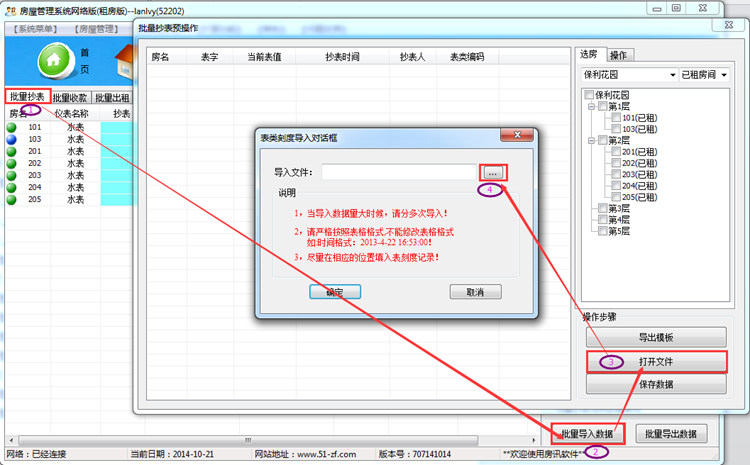 房屋管理系统网络版(租房版)--lanlvy(52202)
【系统菜单】 【房屋管理】
首页
批量抄表 批量收款 批量出租
1
房名 仪表名称 抄表
101 水表
103 水表
201 水表
202 水表
203 水表
204 水表
205 水表
批量抄表预操作
房名 表字 当前表值 抄表时间 抄表人 表类编码
选房 操作
保利花园 已租房间
保利花园
第1层
101(已租)
103(已租)
第2层
201(已租)
202(已租)
203(已租)
204(已租)
205(已租)
第3层
第4层
第5层
表类刻度导入对话框
导入文件： ...
4
说明
1，当导入数据量大时候，请分多次导入！
2，请严格按照表格格式,不能修改表格格式
如:时间格式：2013-4-22 16:53:00！
3，尽量在相应的位置填入表刻度记录！
确定 取消
操作步骤
导出模板
3 打开文件
保存数据
批量导入数据 批量导出数据
2
网络：已经连接 当前日期：2014-10-21 网站地址：www.51-zf.com 版本号：707141014 **欢迎使用房讯软件**